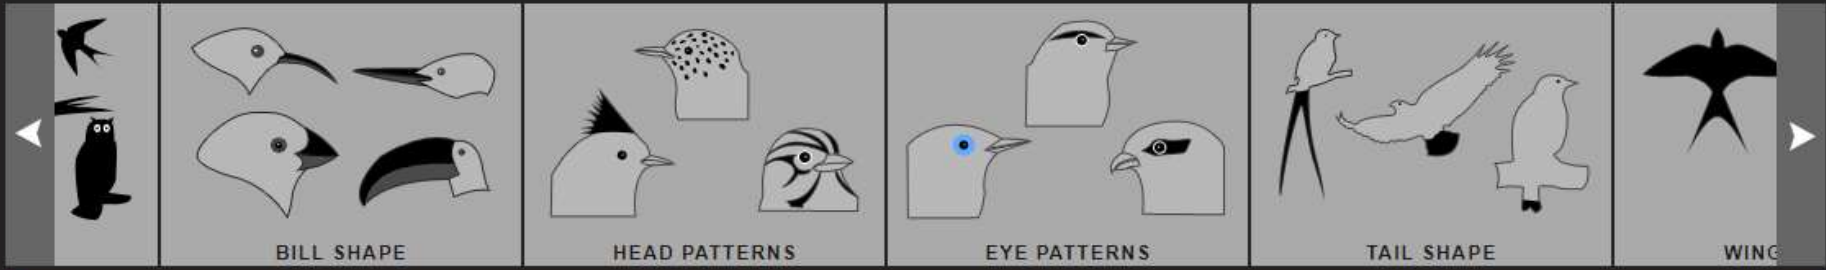 BILL SHAPE
HEAD PATTERNS
EYE PATTERNS
TAIL SHAPE
WING